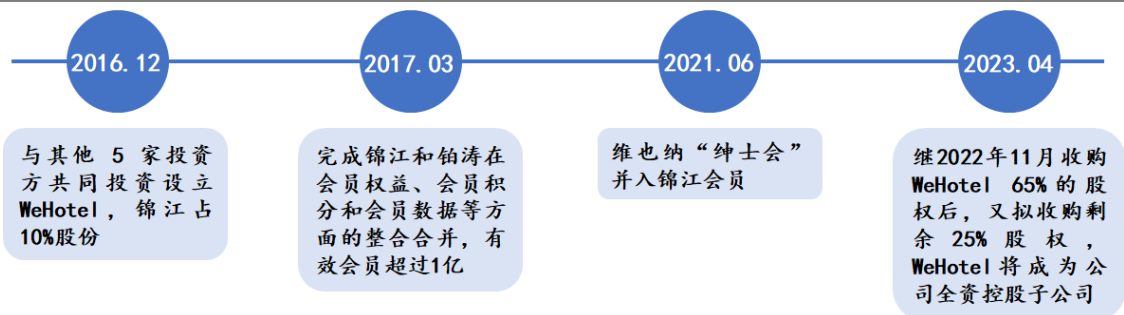 2016.12
与其他 5 家投资
方共同投资设立
WeHotel，锦江占
10%股份
2017.03
完成锦江和铂涛在
会员权益、会员积
分和会员数据等方
面的整合合并，有
效会员超过1亿
2021.06
维也纳“绅士会”
并入锦江会员
2023.04
继2022年11月收购
WeHotel 65%的股
权后，又拟收购剩
余 25% 股权，
WeHotel将成为公
司全资控股子公司